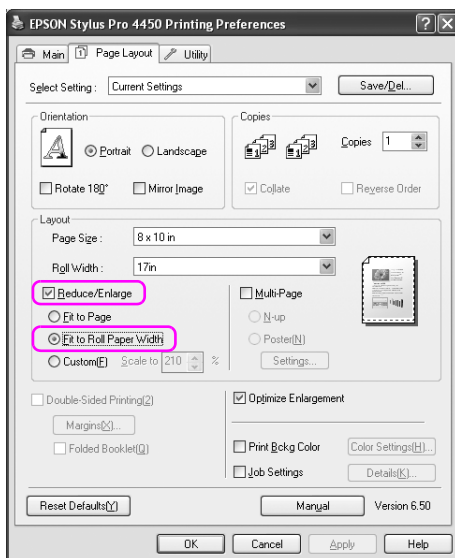 EPSON Stylus Pro 4450 Printing Preferences
Main
Page Layout
Utility
Select Setting :
Current Settings
Save/Del...
Orientation
Portrait
Landscape
Rotate 180°
Mirror Image
Copies
Copies
1
Collate
Reverse Order
Layout
Page Size :
8 x 10 in
Roll Width :
17in
Reduce/Enlarge
Fit to Page
Fit to Roll Paper Width
Custom(F)
Scale to
210
%
Multi-Page
N-up
Poster(N)
Settings...
Double-Sided Printing(2)
Margins(X)...
Folded Booklet(Q)
Optimize Enlargement
Print Bckg Color
Color Settings(H)...
Job Settings
Details(K)...
Reset Defaults(Y)
Manual
Version 6.50
OK
Cancel
Apply
Help